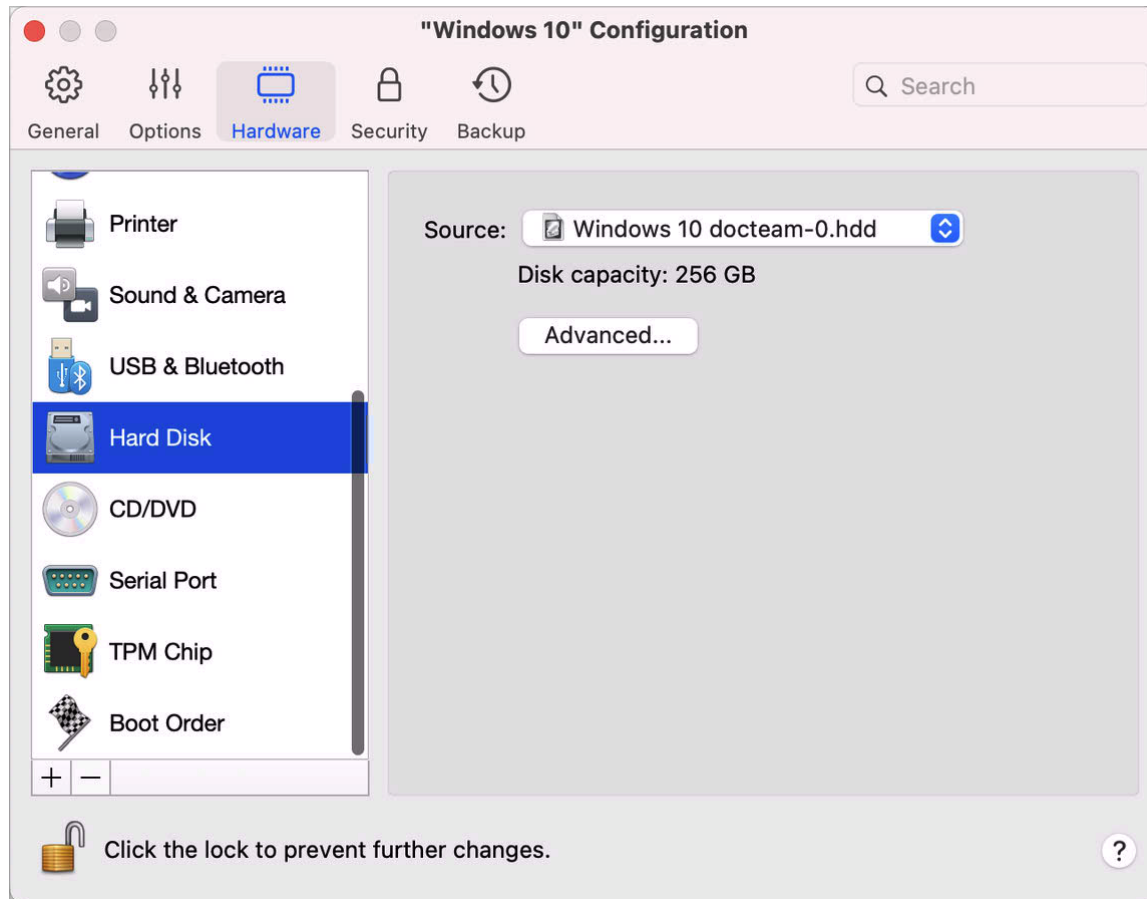 "Windows 10" Configuration
General Options Hardware Security Backup
Search
Printer
Sound & Camera
USB & Bluetooth
Hard Disk
CD/DVD
Serial Port
TPM Chip
Boot Order
+ −
Source: Windows 10 docteam-0.hdd
Disk capacity: 256 GB
Advanced...
Click the lock to prevent further changes.
?